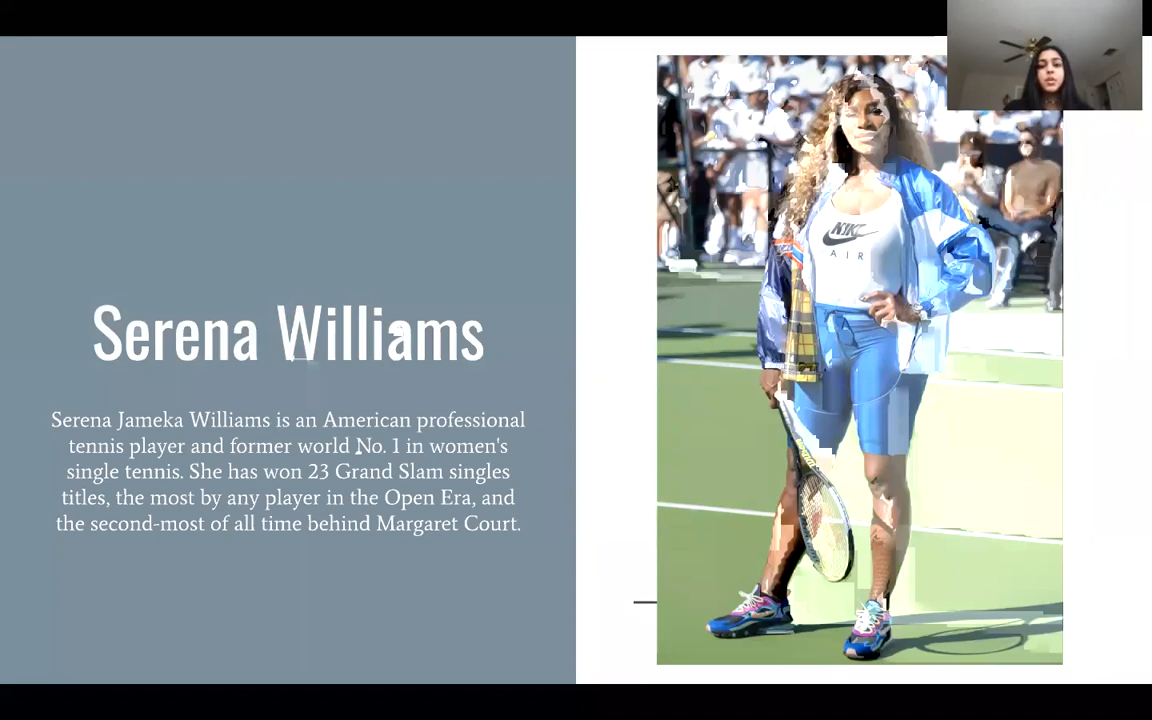 Serena Williams
Serena Jameka Williams is an American professional
tennis player and former world No. 1 in women's
single tennis. She has won 23 Grand Slam singles
titles, the most by any player in the Open Era, and
the second-most of all time behind Margaret Court.
NIKE
AIR